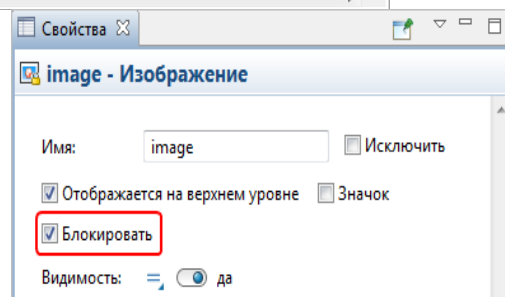 Свойства
image - Изображение
Имя: image Исключить
Отображается на верхнем уровне Значок
Блокировать
Видимость: = да